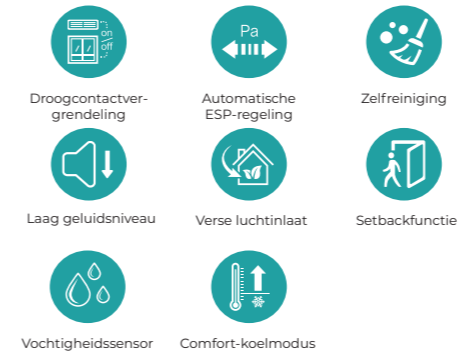 on
off
Pa
Droogcontactver-
grendeling
Automatische
ESP-regeling
Zelfreiniging
Laag geluidsniveau
Verse luchtinlaat
Setbackfunctie
Vochtigheidssensor
Comfort-koelmodus